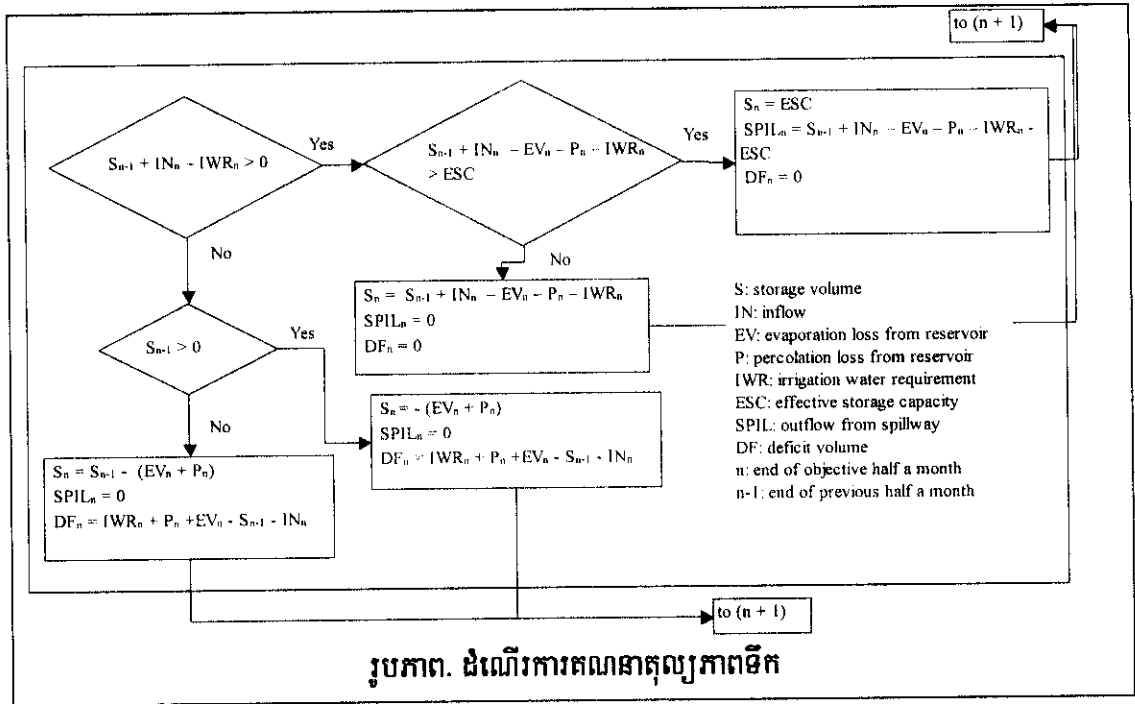 to (n + 1)
Sₙ₋₁ + INₙ - IWRₙ > 0
Yes
Sₙ₋₁ + INₙ – EVₙ – Pₙ – IWRₙ
> ESC
Yes
Sₙ = ESC
SPILₙ = Sₙ₋₁ + INₙ – EVₙ – Pₙ – IWRₙ -
ESC
DFₙ = 0
No
No
Sₙ = Sₙ₋₁ + INₙ – EVₙ – Pₙ – IWRₙ
SPILₙ = 0
DFₙ = 0
Sₙ₋₁ > 0
Yes
No
Sₙ = - (EVₙ + Pₙ)
SPILₙ = 0
DFₙ = IWRₙ + Pₙ +EVₙ - Sₙ₋₁ - INₙ
Sₙ = Sₙ₋₁ - (EVₙ + Pₙ)
SPILₙ = 0
DFₙ = IWRₙ + Pₙ +EVₙ - Sₙ₋₁ - INₙ
S: storage volume
IN: inflow
EV: evaporation loss from reservoir
P: percolation loss from reservoir
IWR: irrigation water requirement
ESC: effective storage capacity
SPIL: outflow from spillway
DF: deficit volume
n: end of objective half a month
n-1: end of previous half a month
to (n + 1)
រូបភាព. ដំណើរការគណនាតុល្យភាពទឹក